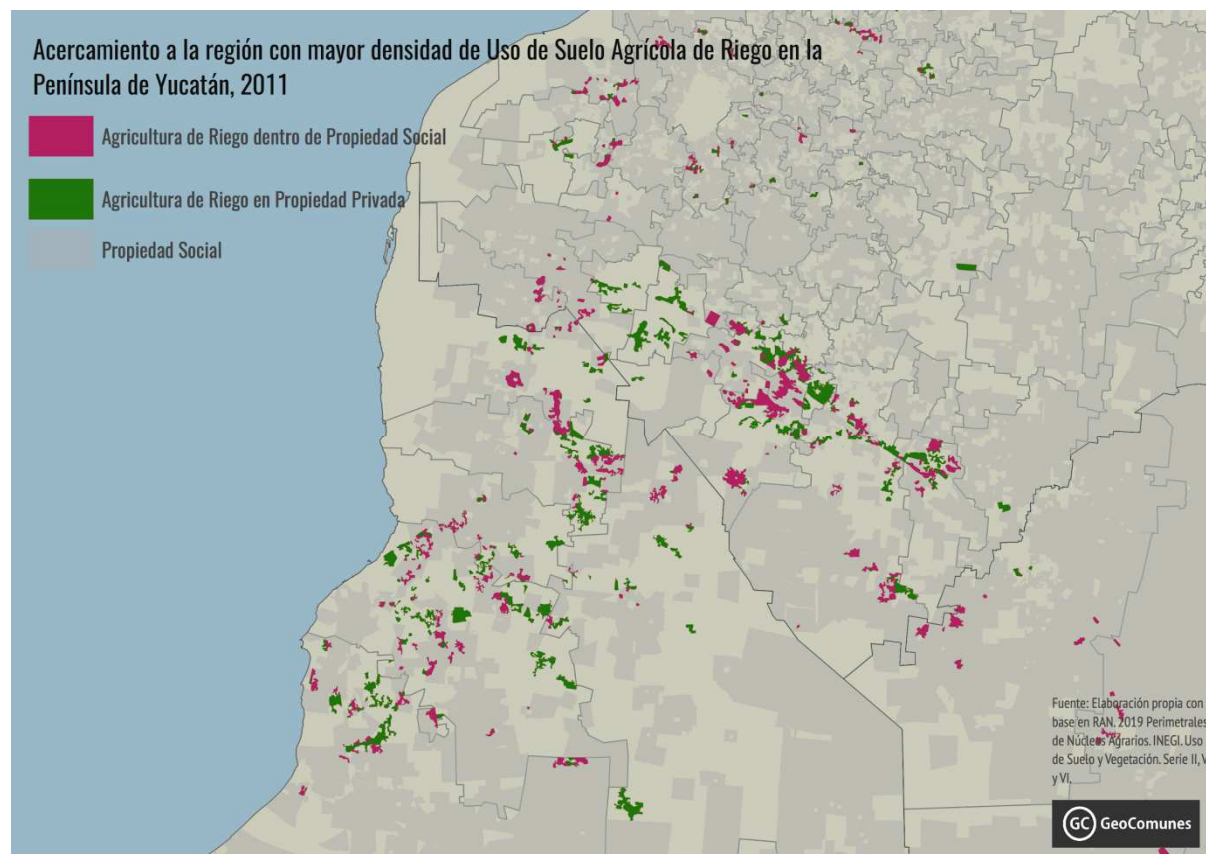 Acercamiento a la región con mayor densidad de Uso de Suelo Agrícola de Riego en la
Península de Yucatán, 2011
Agricultura de Riego dentro de Propiedad Social
Agricultura de Riego en Propiedad Privada
Propiedad Social
Fuente: Elaboración propia con
base en RAN. 2019 Perimetrales
de Núcleos Agrarios. INEGI. Uso
de Suelo y Vegetación. Serie II, V
y VI.
GC GeoComunes